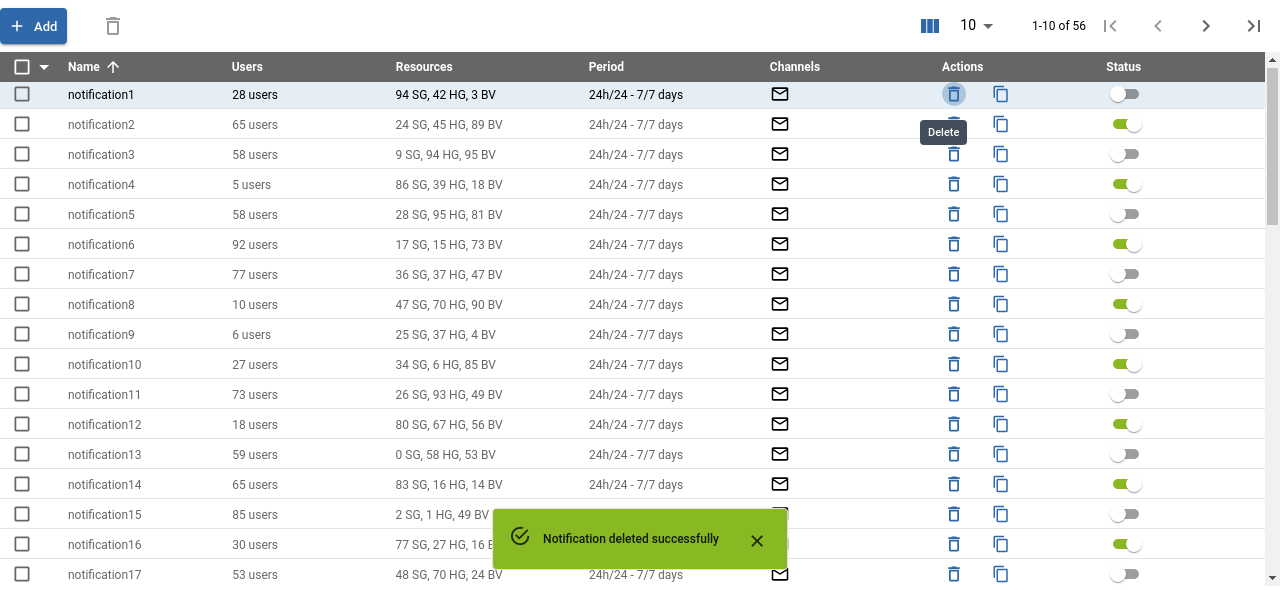 Add 10 1-10 of 56
Name Users Resources Period Channels Actions Status
notification1 28 users 94 SG, 42 HG, 3 BV 24h/24 - 7/7 days
notification2 65 users 24 SG, 45 HG, 89 BV 24h/24 - 7/7 days
Delete
notification3 58 users 9 SG, 94 HG, 95 BV 24h/24 - 7/7 days
notification4 5 users 86 SG, 39 HG, 18 BV 24h/24 - 7/7 days
notification5 58 users 28 SG, 95 HG, 81 BV 24h/24 - 7/7 days
notification6 92 users 17 SG, 15 HG, 73 BV 24h/24 - 7/7 days
notification7 77 users 36 SG, 37 HG, 47 BV 24h/24 - 7/7 days
notification8 10 users 47 SG, 70 HG, 90 BV 24h/24 - 7/7 days
notification9 6 users 25 SG, 37 HG, 4 BV 24h/24 - 7/7 days
notification10 27 users 34 SG, 6 HG, 85 BV 24h/24 - 7/7 days
notification11 73 users 26 SG, 93 HG, 49 BV 24h/24 - 7/7 days
notification12 18 users 80 SG, 67 HG, 56 BV 24h/24 - 7/7 days
notification13 59 users 0 SG, 58 HG, 53 BV 24h/24 - 7/7 days
notification14 65 users 83 SG, 16 HG, 14 BV 24h/24 - 7/7 days
notification15 85 users 2 SG, 1 HG, 49 BV
Notification deleted successfully
notification16 30 users 77 SG, 27 HG, 16
notification17 53 users 48 SG, 70 HG, 24 BV 24h/24 - 7/7 days